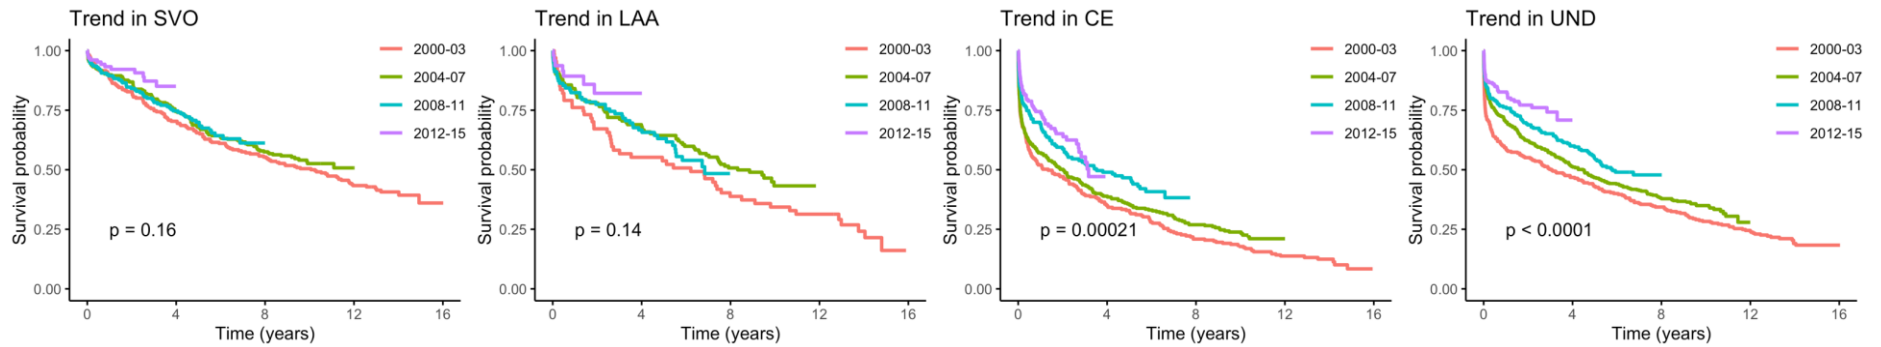 Trend in SVO
Survival probability
1.00
0.75
0.50
0.25
0.00
2000-03
2004-07
2008-11
2012-15
p = 0.16
0 4 8 12 16
Time (years)
Trend in LAA
Survival probability
1.00
0.75
0.50
0.25
0.00
2000-03
2004-07
2008-11
2012-15
p = 0.14
0 4 8 12 16
Time (years)
Trend in CE
Survival probability
1.00
0.75
0.50
0.25
0.00
2000-03
2004-07
2008-11
2012-15
p = 0.00021
0 4 8 12 16
Time (years)
Trend in UND
Survival probability
1.00
0.75
0.50
0.25
0.00
2000-03
2004-07
2008-11
2012-15
p < 0.0001
0 4 8 12 16
Time (years)